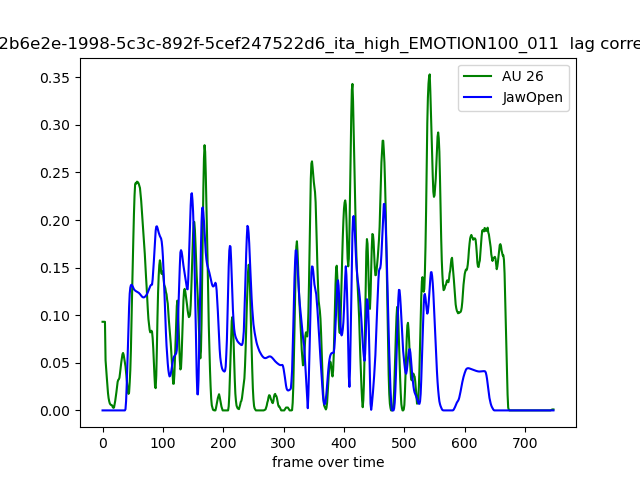 2b6e2e-1998-5c3c-892f-5cef247522d6_ita_high_EMOTION100_011 lag corre
AU 26
JawOpen
0.35
0.30
0.25
0.20
0.15
0.10
0.05
0.00
0 100 200 300 400 500 600 700
frame over time